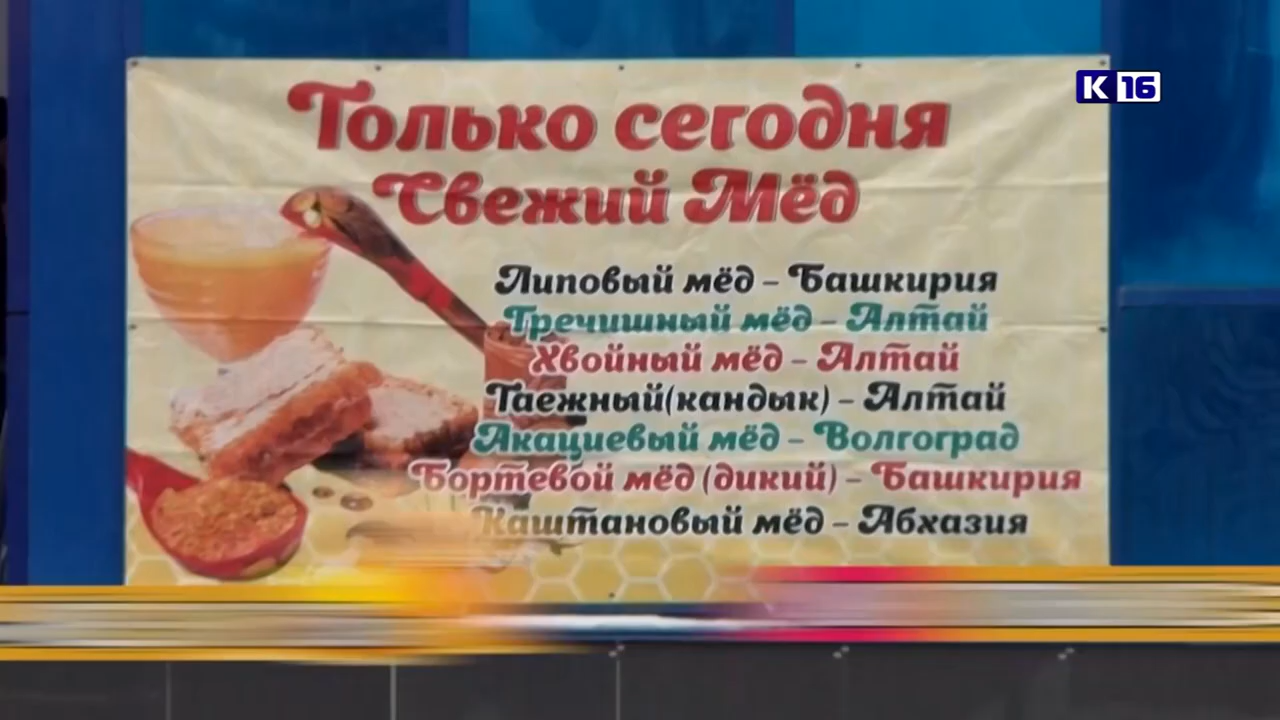 К 16
Только сегодня
Свежий Мёд
Липовый мёд – Башкирия
Гречишный мёд – Алтай
Хвойный мёд – Алтай
Таежный(кандык) – Алтай
Акациевый мёд – Волгоград
Бортевой мёд (дикий) – Башкирия
Каштановый мёд – Абхазия